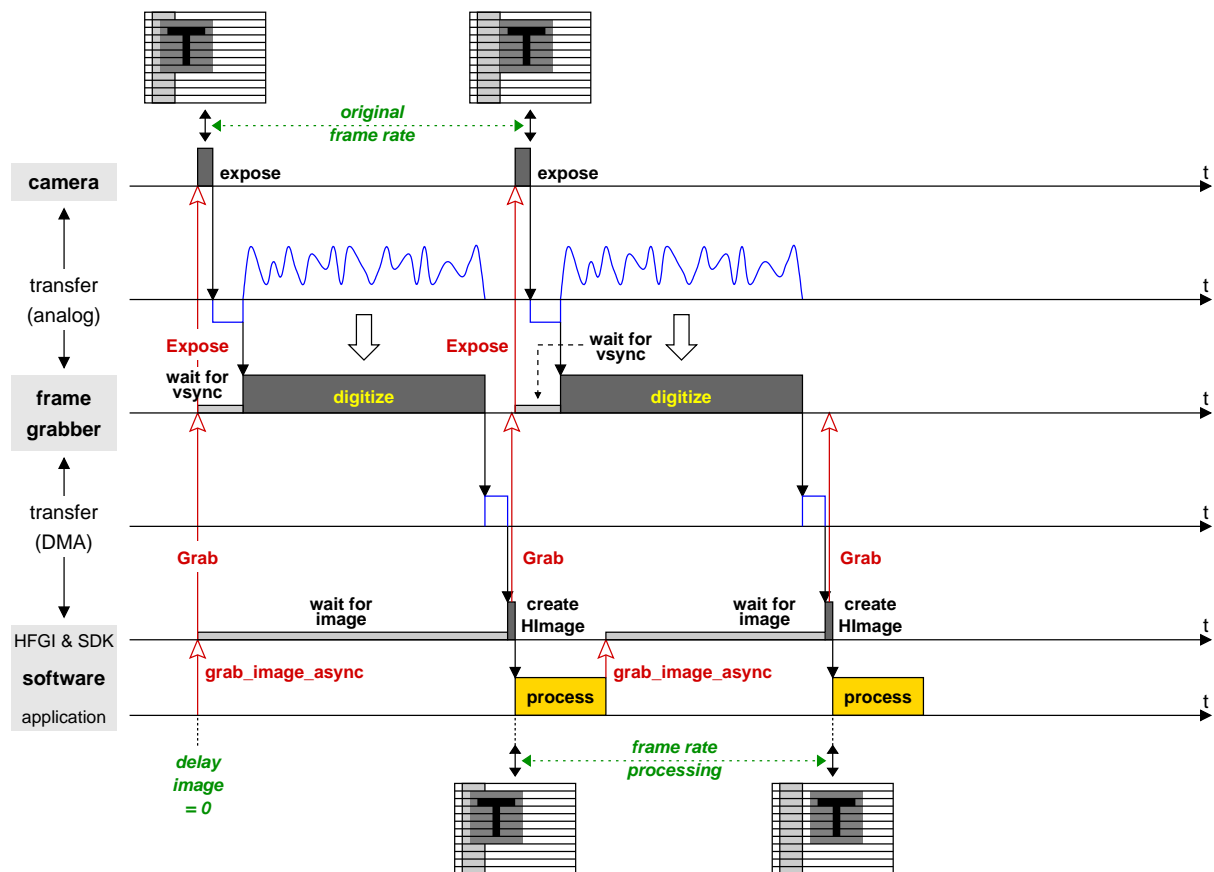 original
frame rate
expose
expose
t
camera
transfer
(analog)
t
Expose
Expose
wait for
vsync
wait for
vsync
digitize
digitize
frame
grabber
t
transfer
(DMA)
t
Grab
Grab
Grab
wait for
image
create
HImage
wait for
image
create
HImage
HFGI & SDK
t
grab_image_async
grab_image_async
software
process
process
application
t
delay
image
= 0
frame rate
processing